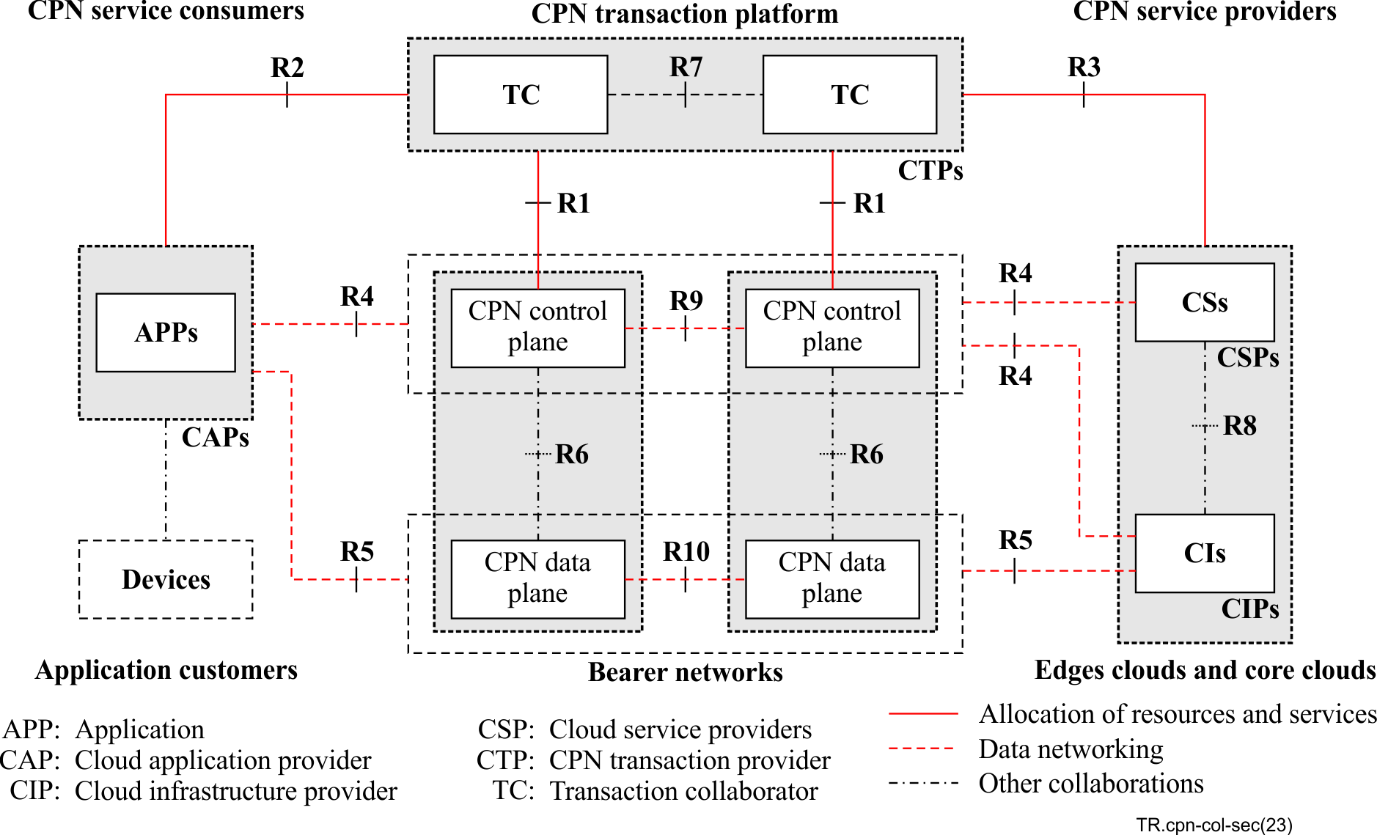 CPN service consumers
CPN transaction platform
CPN service providers
R2
TC
R7
TC
R3
CTPs
R1
R1
APPs
CAPs
R4
CPN control
plane
R9
CPN control
plane
R4
R4
CSs
CSPs
R6
R6
R8
Devices
R5
CPN data
plane
R10
CPN data
plane
R5
CIs
CIPs
Application customers
Bearer networks
Edges clouds and core clouds
APP: Application
CAP: Cloud application provider
CIP: Cloud infrastructure provider
CSP: Cloud service providers
CTP: CPN transaction provider
TC: Transaction collaborator
Allocation of resources and services
Data networking
Other collaborations
TR.cpn-col-sec(23)